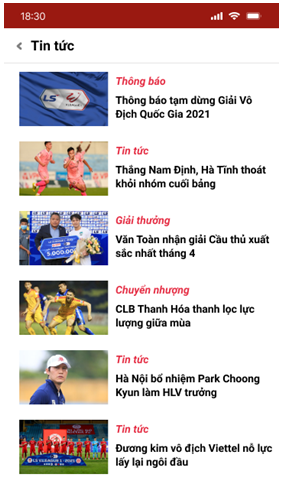 18:30
Tin tức
Thông báo
Thông báo tạm dừng Giải Vô
Địch Quốc Gia 2021
Tin tức
Thắng Nam Định, Hà Tĩnh thoát
khỏi nhóm cuối bảng
Giải thưởng
Văn Toàn nhận giải Cầu thủ xuất
sắc nhất tháng 4
Chuyển nhượng
CLB Thanh Hóa thanh lọc lực
lượng giữa mùa
Tin tức
Hà Nội bổ nhiệm Park Choong
Kyun làm HLV trưởng
Tin tức
Đương kim vô địch Viettel nỗ lực
lấy lại ngôi đầu